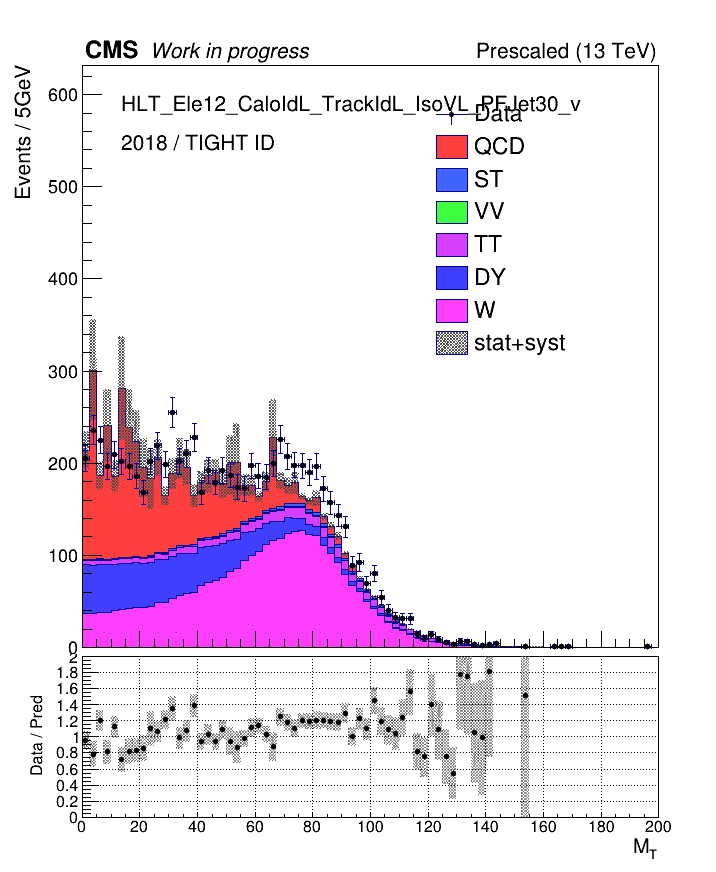 CMS Work in progress Prescaled (13 TeV)
Events / 5GeV
600
500
400
300
200
100
0
HLT_Ele12_CaloIdL_TrackIdL_IsoVL_PFJet30_v
2018 / TIGHT ID
Data
QCD
ST
VV
TT
DY
W
stat+syst
Data / Pred
2
1.8
1.6
1.4
1.2
1
0.8
0.6
0.4
0.2
0
0 20 40 60 80 100 120 140 160 180 200
M_T